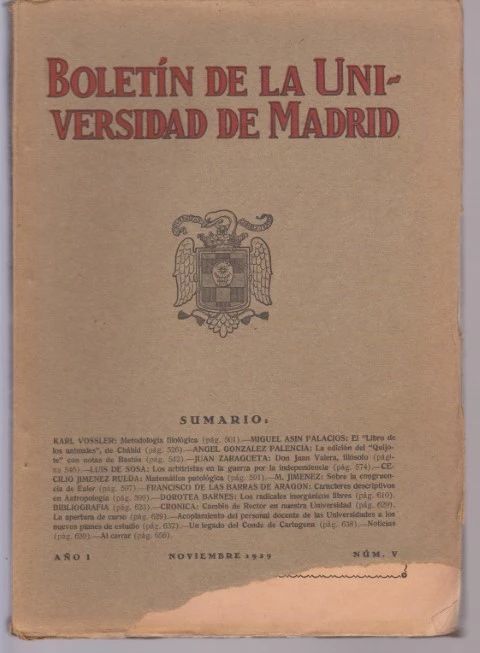 BOLETÍN DE LA UNI-
VERSIDAD DE MADRID
SUMARIO:
KARL VOSSLER: Metodología filológica (pág. 501).—MIGUEL ASIN PALACIOS: El "Libro de
los animales", de Cháhid (pág. 526).—ANGEL GONZALEZ PALENCIA: La edición del "Quijo-
te" con notas de Bastús (pág. 542).—JUAN ZARAGUETA: Don Juan Valera, filósofo (pági-
na 548).—LUIS DE SOSA: Los arbitristas en la guerra por la independencia (pág. 574).—CE-
CILIO JIMENEZ RUEDA: Matemático patológica (pág. 591).—M. JIMENEZ: Sobre la congruen-
cia de Euler (pág. 597).—FRANCISCO DE LAS BARRAS DE ARAGON: Caracteres descriptivos
en Antropología (pág. 599).—DOROTEA BARNES: Los radicales inorgánicos libres (pág. 610).
BIBLIOGRAFIA (pág. 623).—CRONICA: Cambio de Rector en nuestra Universidad (pág. 629).
La apertura de curso (pág. 629).—Acoplamiento del personal docente de las Universidades a los
nuevos planes de estudio (pág. 632).—Un legado del Conde de Cartagena (pág. 638).—Noticias
(pág. 639).—Al cerrar (pág. 656).
AÑO I NOVIEMBRE 1929 NÚM. V